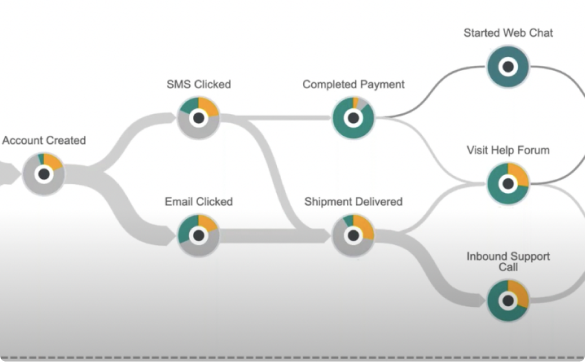 Started Web Chat
SMS Clicked
Completed Payment
Account Created
Visit Help Forum
Email Clicked
Shipment Delivered
Inbound Support
Call